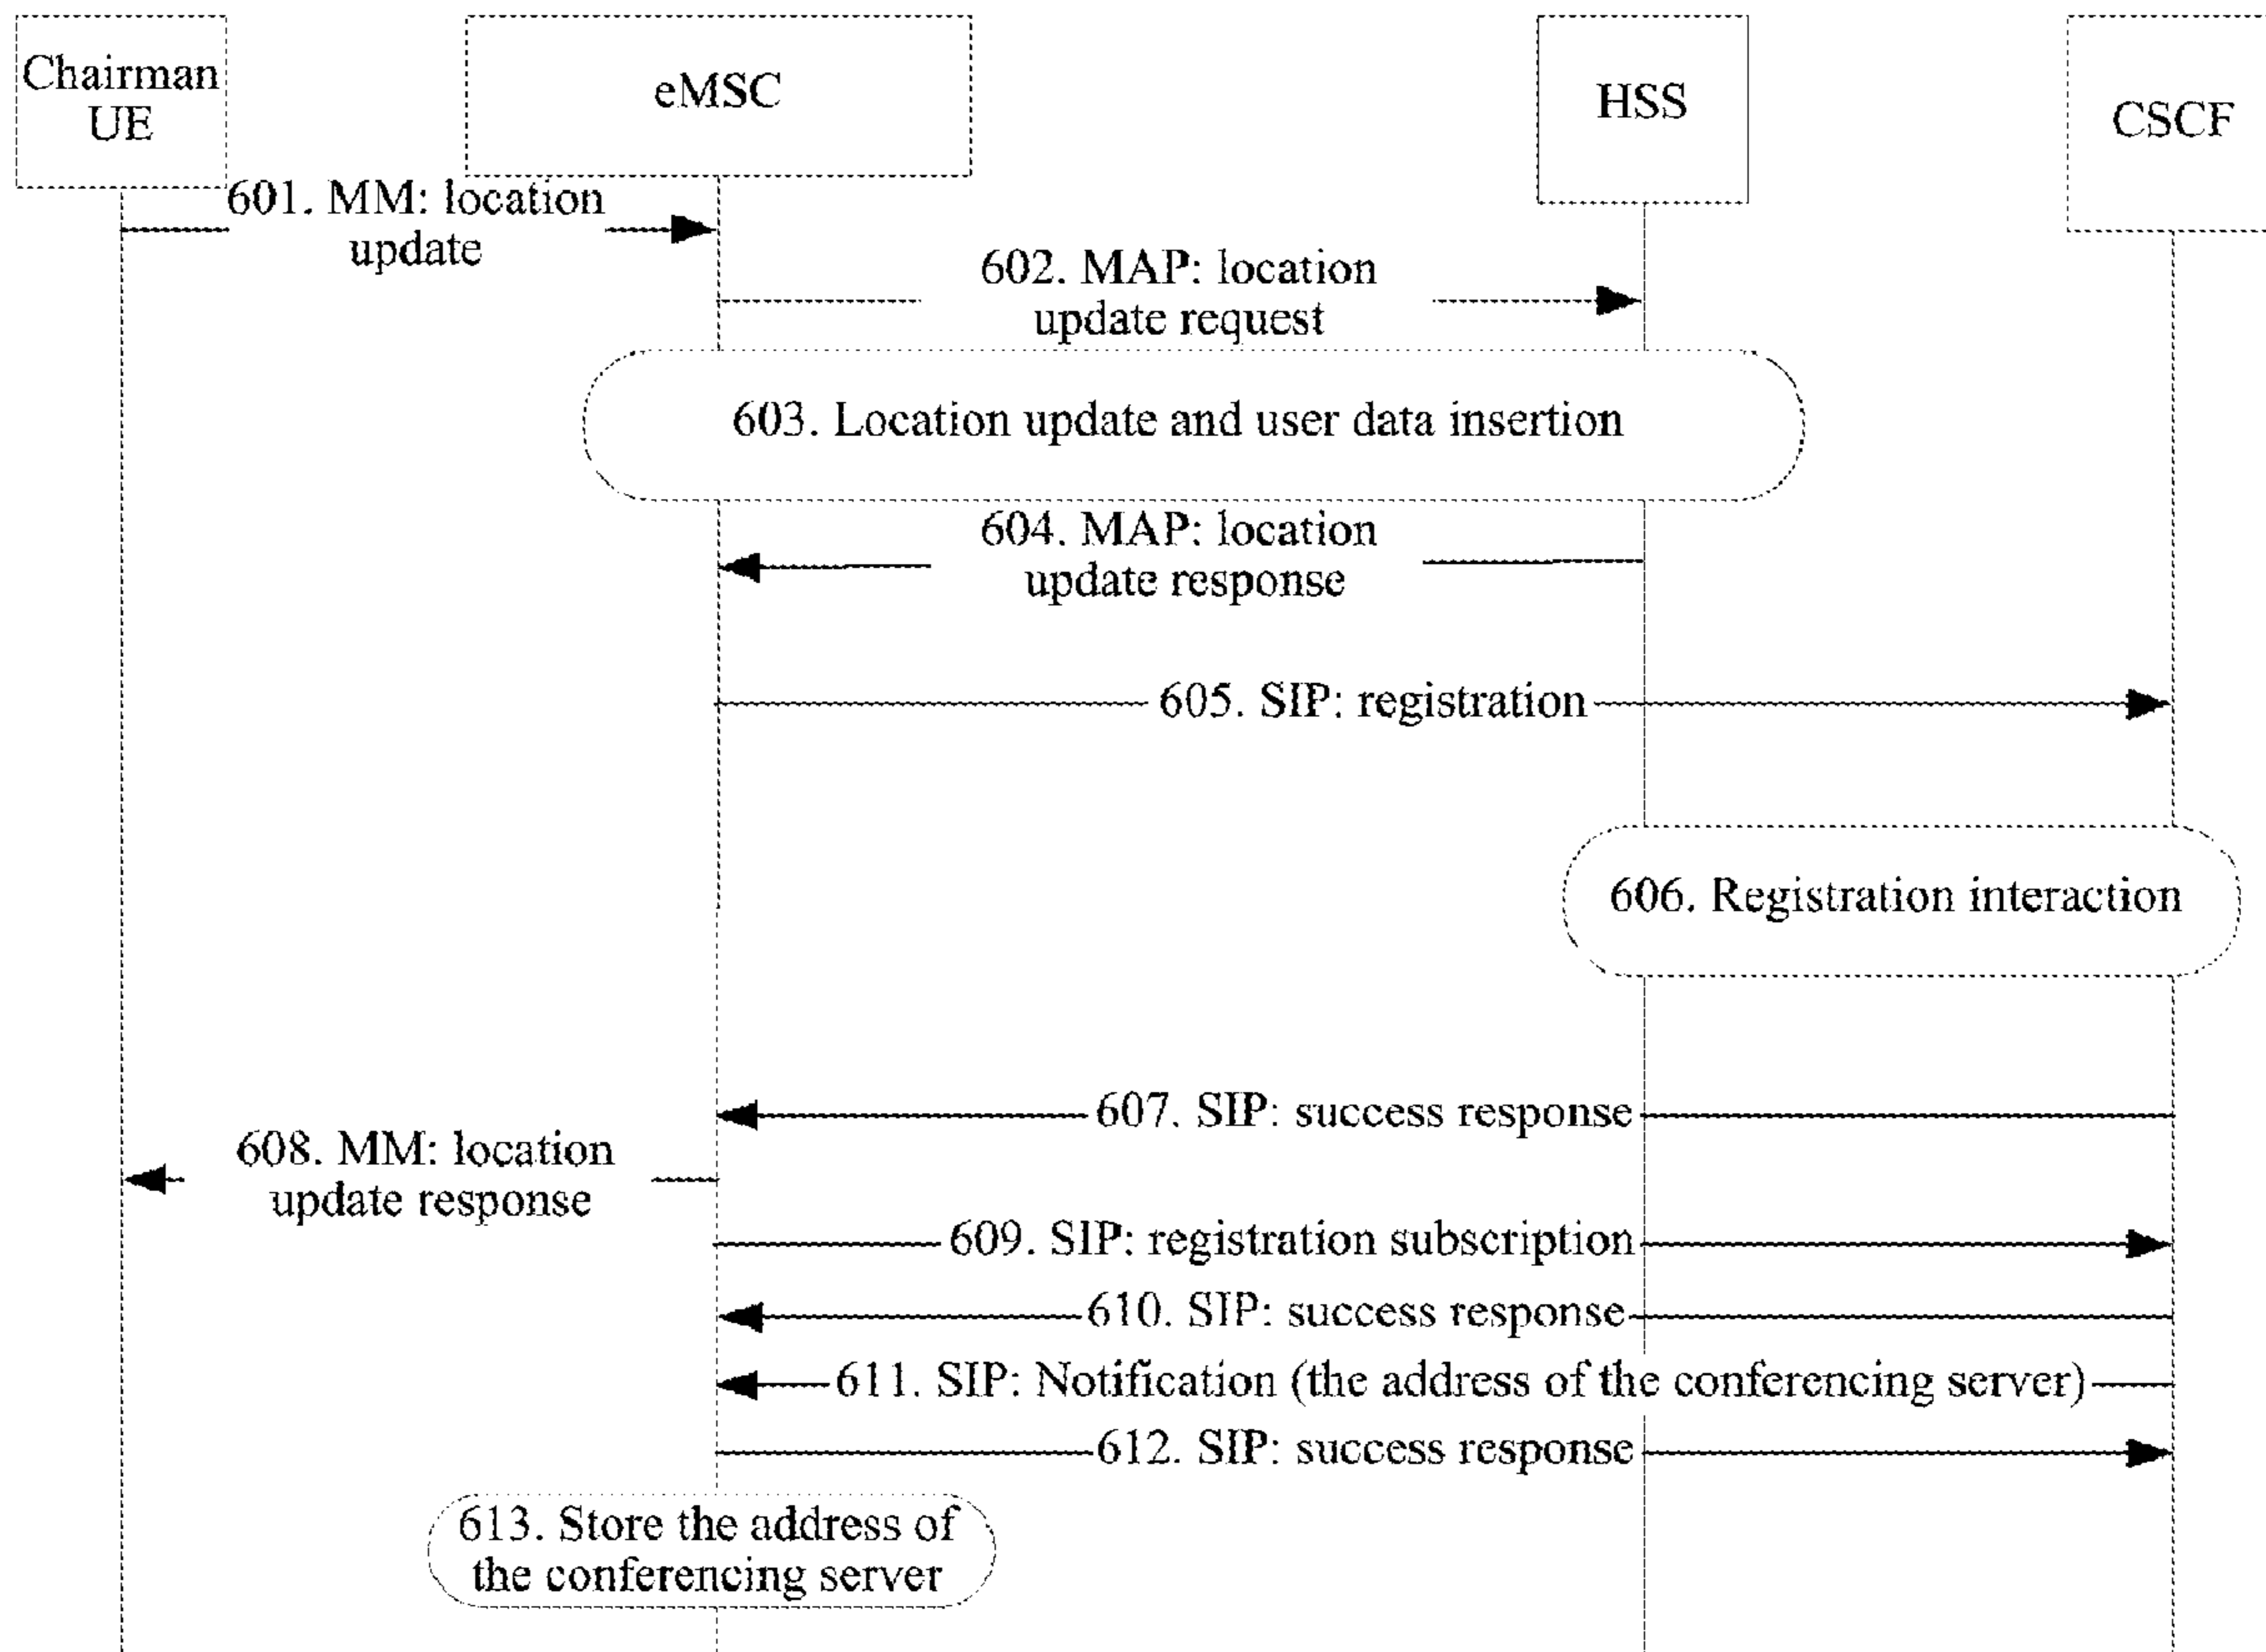 Chairman
UE
eMSC
HSS
CSCF
601. MM: location
update
602. MAP: location
update request
603. Location update and user data insertion
604. MAP: location
update response
605. SIP: registration
606. Registration interaction
607. SIP: success response
608. MM: location
update response
609. SIP: registration subscription
610. SIP: success response
611. SIP: Notification (the address of the conferencing server)
612. SIP: success response
613. Store the address of
the conferencing server